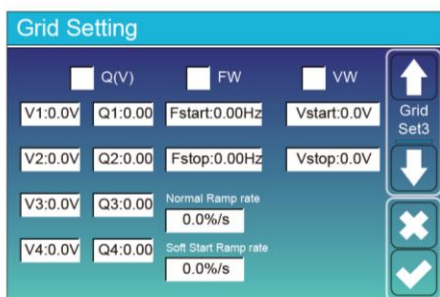 Grid Setting
Q(V) FW VW
V1:0.0V Q1:0.00 Fstart:0.00Hz Vstart:0.0V
V2:0.0V Q2:0.00 Fstop:0.00Hz Vstop:0.0V
V3:0.0V Q3:0.00 Normal Ramp rate
0.0%/s
V4:0.0V Q4:0.00 Soft Start Ramp rate
0.0%/s
Grid
Set3